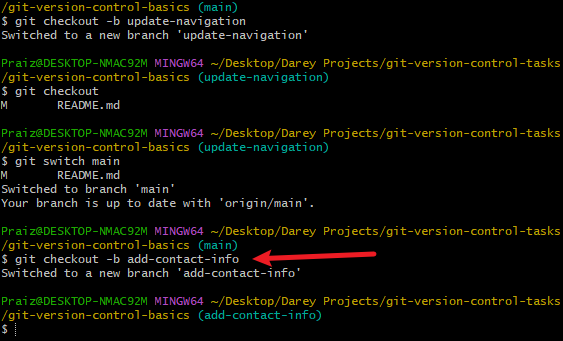 /git-version-control-basics (main)
$ git checkout -b update-navigation
Switched to a new branch 'update-navigation'
Praiz@DESKTOP-NMAC92M MINGW64 ~/Desktop/Darey Projects/git-version-control-tasks
/git-version-control-basics (update-navigation)
$ git checkout
M       README.md
Praiz@DESKTOP-NMAC92M MINGW64 ~/Desktop/Darey Projects/git-version-control-tasks
/git-version-control-basics (update-navigation)
$ git switch main
M       README.md
Switched to branch 'main'
Your branch is up to date with 'origin/main'.
Praiz@DESKTOP-NMAC92M MINGW64 ~/Desktop/Darey Projects/git-version-control-tasks
/git-version-control-basics (main)
$ git checkout -b add-contact-info
Switched to a new branch 'add-contact-info'
Praiz@DESKTOP-NMAC92M MINGW64 ~/Desktop/Darey Projects/git-version-control-tasks
/git-version-control-basics (add-contact-info)
$